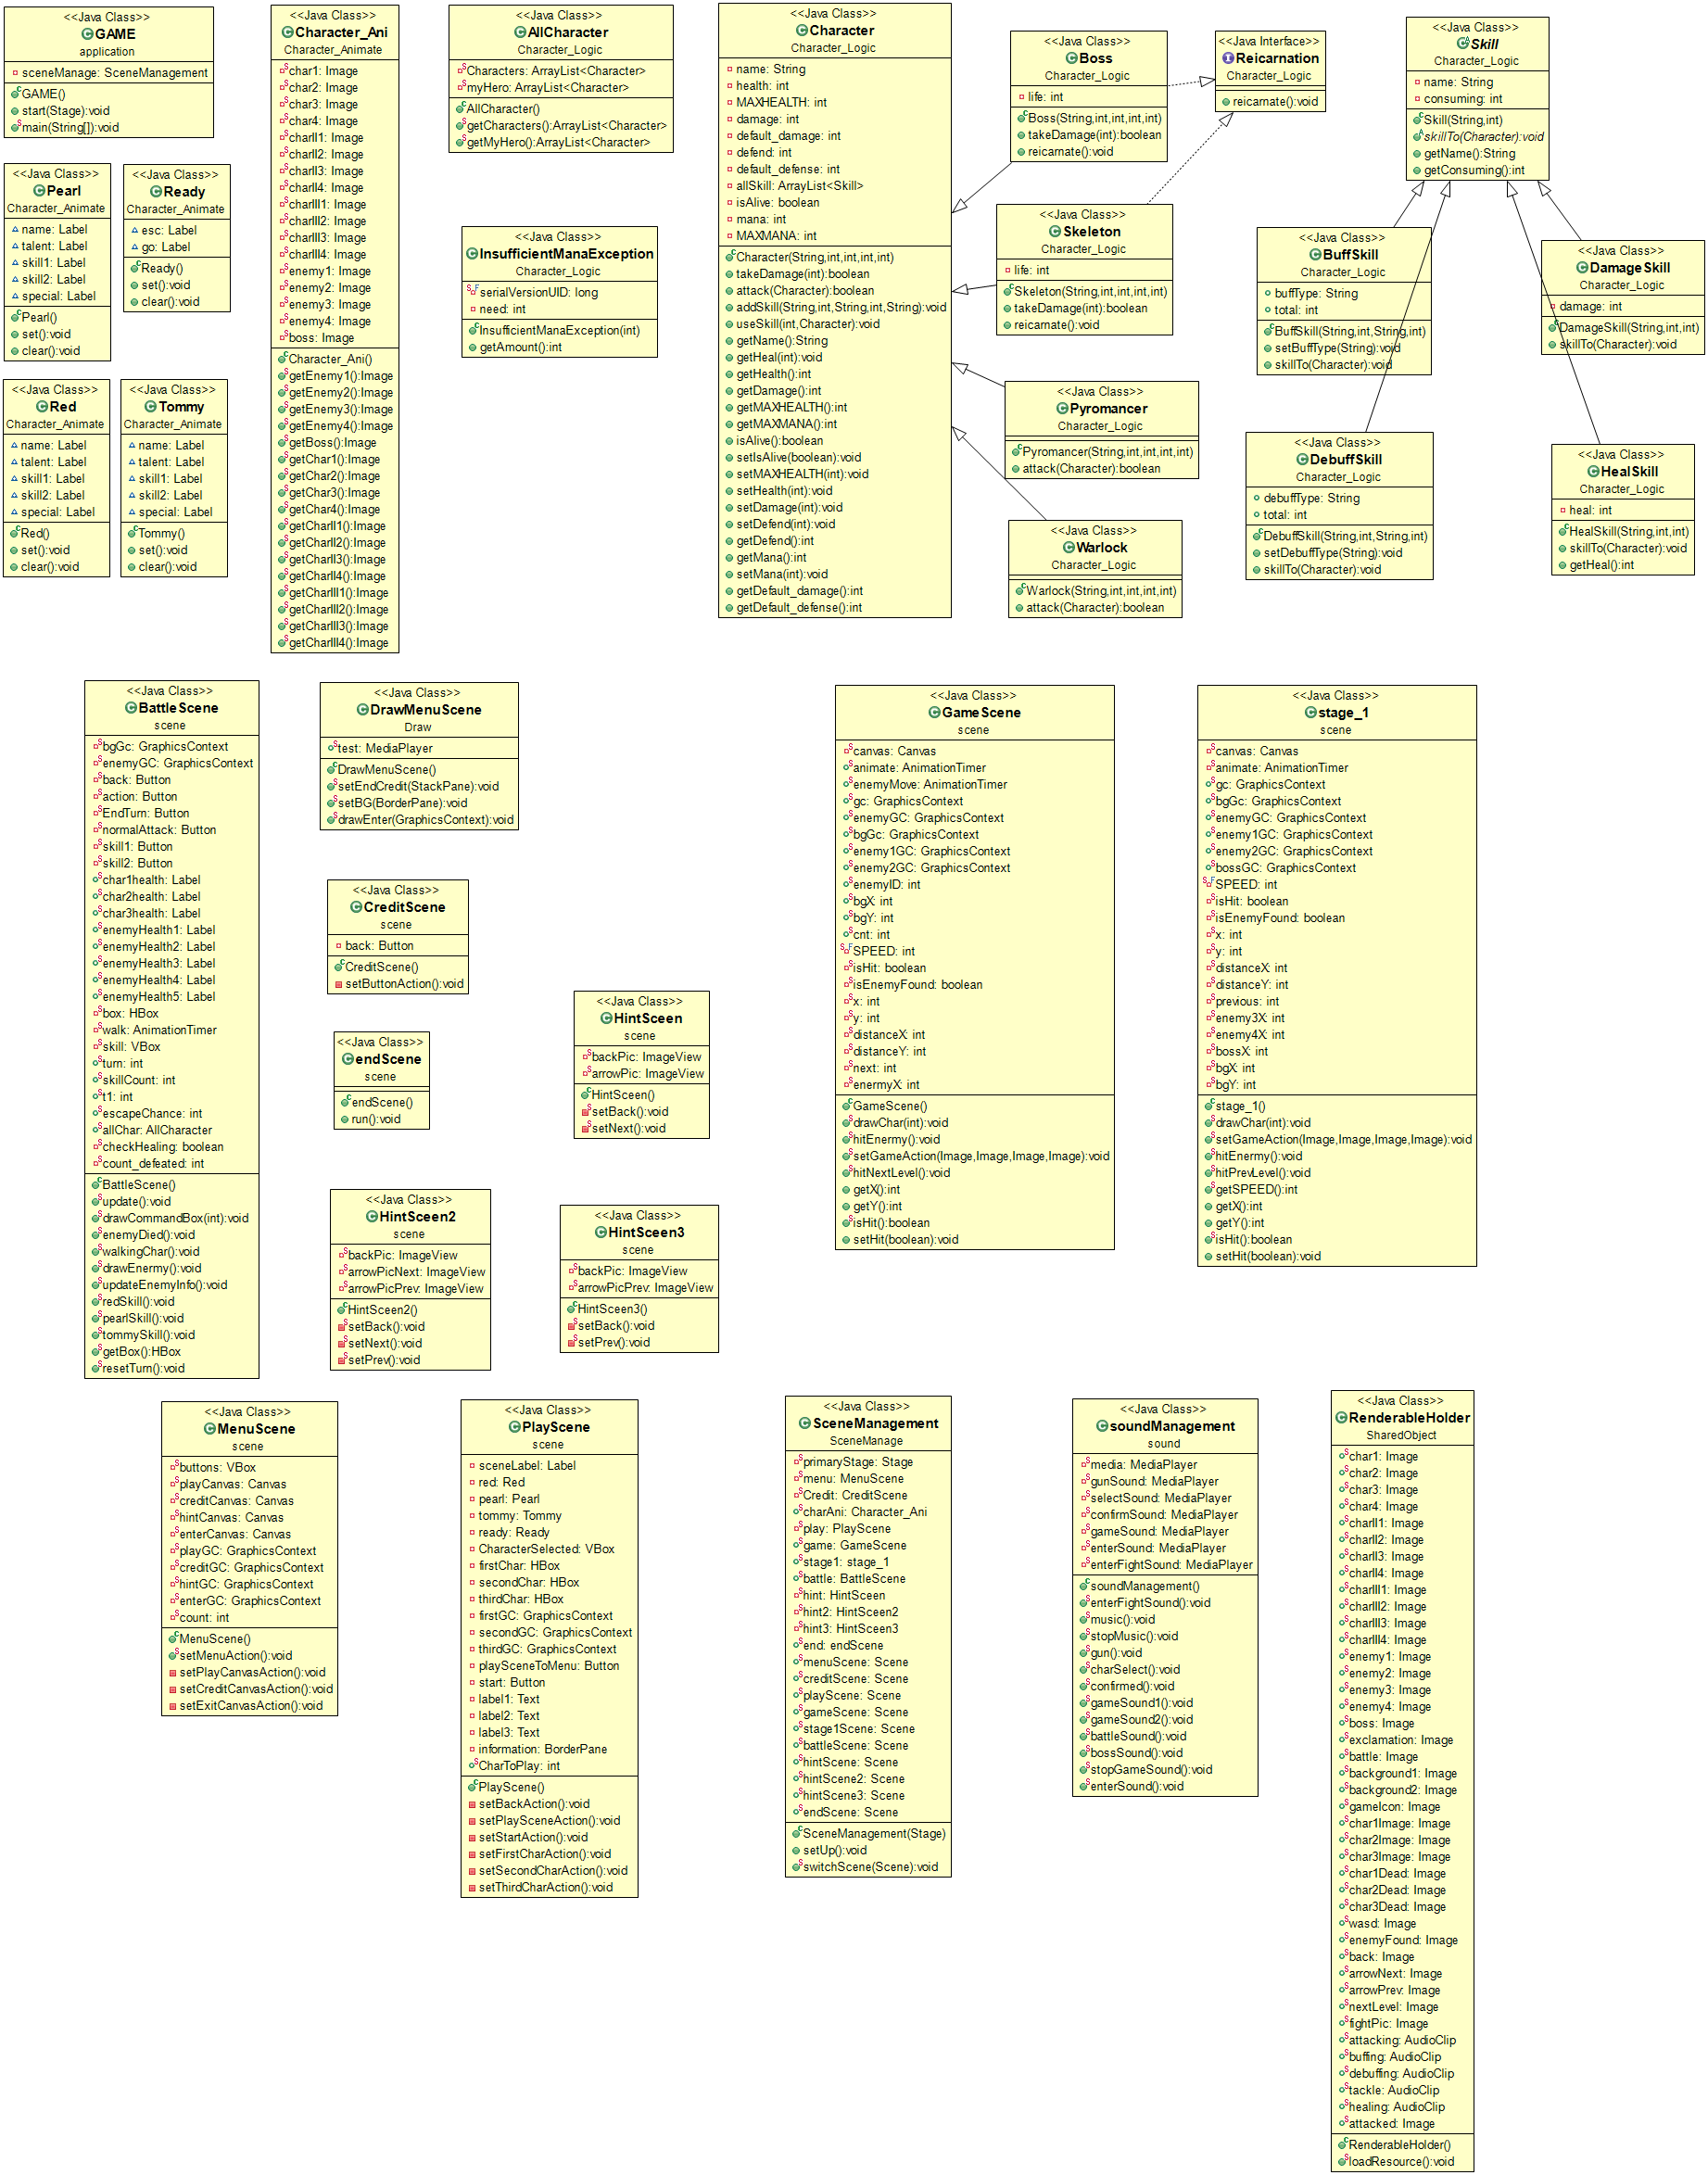 <<Java Class>>
GAME
application
sceneManage: SceneManagement
GAME()
start(Stage):void
main(String[]):void
<<Java Class>>
Character_Ani
Character_Animate
char1: Image
char2: Image
char3: Image
char4: Image
charII1: Image
charII2: Image
charII3: Image
charII4: Image
charIII1: Image
charIII2: Image
charIII3: Image
charIII4: Image
enemy1: Image
enemy2: Image
enemy3: Image
enemy4: Image
boss: Image
Character_Ani()
getEnemy1():Image
getEnemy2():Image
getEnemy3():Image
getEnemy4():Image
getBoss():Image
getChar1():Image
getChar2():Image
getChar3():Image
getChar4():Image
getCharII1():Image
getCharII2():Image
getCharII3():Image
getCharII4():Image
getCharIII1():Image
getCharIII2():Image
getCharIII3():Image
getCharIII4():Image
<<Java Class>>
AllCharacter
Character_Logic
Characters: ArrayList<Character>
myHero: ArrayList<Character>
AllCharacter()
getCharacters():ArrayList<Character>
getMyHero():ArrayList<Character>
<<Java Class>>
Character
Character_Logic
name: String
health: int
MAXHEALTH: int
damage: int
default_damage: int
defend: int
default_defense: int
allSkill: ArrayList<Skill>
isAlive: boolean
mana: int
MAXMANA: int
Character(String,int,int,int,int)
takeDamage(int):boolean
attack(Character):boolean
addSkill(String,int,String,int,String):void
useSkill(int,Character):void
getName():String
getHeal(int):void
getHealth():int
getDamage():int
getMAXHEALTH():int
getMAXMANA():int
isAlive():boolean
setIsAlive(boolean):void
setMAXHEALTH(int):void
setHealth(int):void
setDamage(int):void
setDefend(int):void
getDefend():int
getMana():int
setMana(int):void
getDefault_damage():int
getDefault_defense():int
<<Java Class>>
Boss
Character_Logic
life: int
Boss(String,int,int,int,int)
takeDamage(int):boolean
reicarnate():void
<<Java Interface>>
Reicarnation
Character_Logic
reicarnate():void
<<Java Class>>
Skill
Character_Logic
name: String
consuming: int
Skill(String,int)
skillTo(Character):void
getName():String
getConsuming():int
<<Java Class>>
Pearl
Character_Animate
name: Label
talent: Label
skill1: Label
skill2: Label
special: Label
Pearl()
set():void
clear():void
<<Java Class>>
Ready
Character_Animate
esc: Label
go: Label
Ready()
set():void
clear():void
<<Java Class>>
InsufficientManaException
Character_Logic
serialVersionUID: long
need: int
InsufficientManaException(int)
getAmount():int
<<Java Class>>
Skeleton
Character_Logic
life: int
Skeleton(String,int,int,int,int)
takeDamage(int):boolean
reicarnate():void
<<Java Class>>
BuffSkill
Character_Logic
buffType: String
total: int
BuffSkill(String,int,String,int)
setBuffType(String):void
skillTo(Character):void
<<Java Class>>
DamageSkill
Character_Logic
damage: int
DamageSkill(String,int,int)
skillTo(Character):void
<<Java Class>>
Red
Character_Animate
name: Label
talent: Label
skill1: Label
skill2: Label
special: Label
Red()
set():void
clear():void
<<Java Class>>
Tommy
Character_Animate
name: Label
talent: Label
skill1: Label
skill2: Label
special: Label
Tommy()
set():void
clear():void
<<Java Class>>
Pyromancer
Character_Logic
Pyromancer(String,int,int,int,int)
attack(Character):boolean
<<Java Class>>
DebuffSkill
Character_Logic
debuffType: String
total: int
DebuffSkill(String,int,String,int)
setDebuffType(String):void
skillTo(Character):void
<<Java Class>>
HealSkill
Character_Logic
heal: int
HealSkill(String,int,int)
skillTo(Character):void
getHeal():int
<<Java Class>>
Warlock
Character_Logic
Warlock(String,int,int,int,int)
attack(Character):boolean
<<Java Class>>
BattleScene
scene
bgGc: GraphicsContext
enemyGC: GraphicsContext
back: Button
action: Button
EndTurn: Button
normalAttack: Button
skill1: Button
skill2: Button
char1health: Label
char2health: Label
char3health: Label
enemyHealth1: Label
enemyHealth2: Label
enemyHealth3: Label
enemyHealth4: Label
enemyHealth5: Label
box: HBox
walk: AnimationTimer
skill: VBox
turn: int
skillCount: int
t1: int
escapeChance: int
allChar: AllCharacter
checkHealing: boolean
count_defeated: int
BattleScene()
update():void
drawCommandBox(int):void
enemyDied():void
walkingChar():void
drawEnermy():void
updateEnemyInfo():void
redSkill():void
pearlSkill():void
tommySkill():void
getBox():HBox
resetTurn():void
<<Java Class>>
DrawMenuScene
Draw
test: MediaPlayer
DrawMenuScene()
setEndCredit(StackPane):void
setBG(BorderPane):void
drawEnter(GraphicsContext):void
<<Java Class>>
CreditScene
scene
back: Button
CreditScene()
setButtonAction():void
<<Java Class>>
endScene
scene
endScene()
run():void
<<Java Class>>
HintSceen
scene
backPic: ImageView
arrowPic: ImageView
HintSceen()
setBack():void
setNext():void
<<Java Class>>
HintSceen2
scene
backPic: ImageView
arrowPicNext: ImageView
arrowPicPrev: ImageView
HintSceen2()
setBack():void
setNext():void
setPrev():void
<<Java Class>>
HintSceen3
scene
backPic: ImageView
arrowPicPrev: ImageView
HintSceen3()
setBack():void
setPrev():void
<<Java Class>>
GameScene
scene
canvas: Canvas
animate: AnimationTimer
enemyMove: AnimationTimer
gc: GraphicsContext
enemyGC: GraphicsContext
bgGc: GraphicsContext
enemy1GC: GraphicsContext
enemy2GC: GraphicsContext
enemyID: int
bgX: int
bgY: int
cnt: int
SPEED: int
isHit: boolean
isEnemyFound: boolean
x: int
y: int
distanceX: int
distanceY: int
next: int
enermyX: int
GameScene()
drawChar(int):void
hitEnermy():void
setGameAction(Image,Image,Image,Image):void
hitNextLevel():void
getX():int
getY():int
isHit():boolean
setHit(boolean):void
<<Java Class>>
stage_1
scene
canvas: Canvas
animate: AnimationTimer
gc: GraphicsContext
bgGc: GraphicsContext
enemyGC: GraphicsContext
enemy1GC: GraphicsContext
enemy2GC: GraphicsContext
bossGC: GraphicsContext
SPEED: int
isHit: boolean
isEnemyFound: boolean
x: int
y: int
distanceX: int
distanceY: int
previous: int
enemy3X: int
enemy4X: int
bossX: int
bgX: int
bgY: int
stage_1()
drawChar(int):void
setGameAction(Image,Image,Image,Image):void
hitEnermy():void
hitPrevLevel():void
getSPEED():int
getX():int
getY():int
isHit():boolean
setHit(boolean):void
<<Java Class>>
MenuScene
scene
buttons: VBox
playCanvas: Canvas
creditCanvas: Canvas
hintCanvas: Canvas
enterCanvas: Canvas
playGC: GraphicsContext
creditGC: GraphicsContext
hintGC: GraphicsContext
enterGC: GraphicsContext
count: int
MenuScene()
setMenuAction():void
setPlayCanvasAction():void
setCreditCanvasAction():void
setExitCanvasAction():void
<<Java Class>>
PlayScene
scene
sceneLabel: Label
red: Red
pearl: Pearl
tommy: Tommy
ready: Ready
CharacterSelected: VBox
firstChar: HBox
secondChar: HBox
thirdChar: HBox
firstGC: GraphicsContext
secondGC: GraphicsContext
thirdGC: GraphicsContext
playSceneToMenu: Button
start: Button
label1: Text
label2: Text
label3: Text
information: BorderPane
CharToPlay: int
PlayScene()
setBackAction():void
setPlaySceneAction():void
setStartAction():void
setFirstCharAction():void
setSecondCharAction():void
setThirdCharAction():void
<<Java Class>>
SceneManagement
SceneManage
primaryStage: Stage
menu: MenuScene
Credit: CreditScene
charAni: Character_Ani
play: PlayScene
game: GameScene
stage1: stage_1
battle: BattleScene
hint: HintSceen
hint2: HintSceen2
hint3: HintSceen3
end: endScene
menuScene: Scene
creditScene: Scene
playScene: Scene
gameScene: Scene
stage1Scene: Scene
battleScene: Scene
hintScene: Scene
hintScene2: Scene
hintScene3: Scene
endScene: Scene
SceneManagement(Stage)
setUp():void
switchScene(Scene):void
<<Java Class>>
soundManagement
sound
media: MediaPlayer
gunSound: MediaPlayer
selectSound: MediaPlayer
confirmSound: MediaPlayer
gameSound: MediaPlayer
enterSound: MediaPlayer
enterFightSound: MediaPlayer
soundManagement()
enterFightSound():void
music():void
stopMusic():void
gun():void
charSelect():void
confirmed():void
gameSound1():void
gameSound2():void
battleSound():void
bossSound():void
stopGameSound():void
enterSound():void
<<Java Class>>
RenderableHolder
SharedObject
char1: Image
char2: Image
char3: Image
char4: Image
charII1: Image
charII2: Image
charII3: Image
charII4: Image
charIII1: Image
charIII2: Image
charIII3: Image
charIII4: Image
enemy1: Image
enemy2: Image
enemy3: Image
enemy4: Image
boss: Image
exclamation: Image
battle: Image
background1: Image
background2: Image
gameIcon: Image
char1Image: Image
char2Image: Image
char3Image: Image
char1Dead: Image
char2Dead: Image
char3Dead: Image
wasd: Image
enemyFound: Image
back: Image
arrowNext: Image
arrowPrev: Image
nextLevel: Image
fightPic: Image
attacking: AudioClip
buffing: AudioClip
debuffing: AudioClip
tackle: AudioClip
healing: AudioClip
attacked: Image
RenderableHolder()
loadResource():void